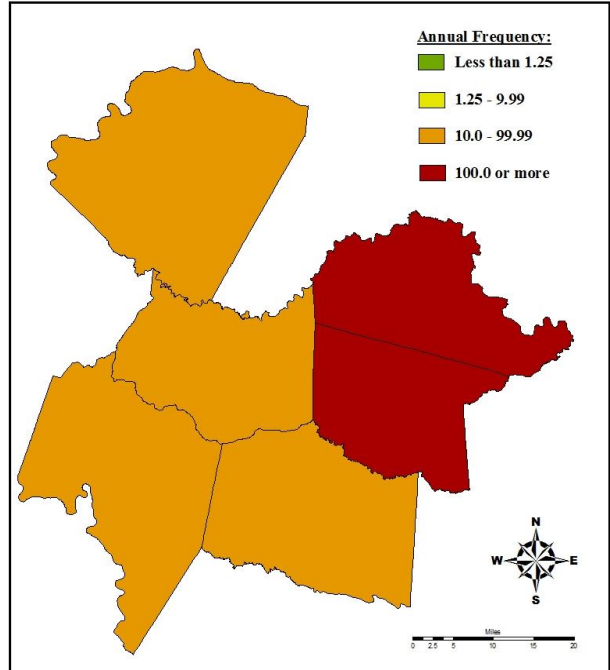 Annual Frequency:
Less than 1.25
1.25 - 9.99
10.0 - 99.99
100.0 or more
N
W E
S
Miles
0 2.5 5 10 15 20